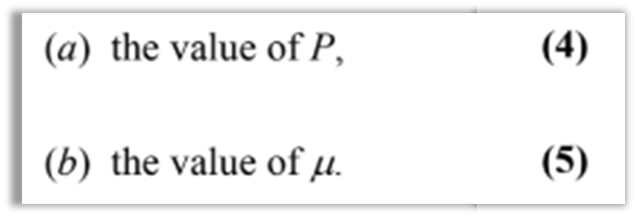 (a) the value of P, (4)
(b) the value of μ. (5)